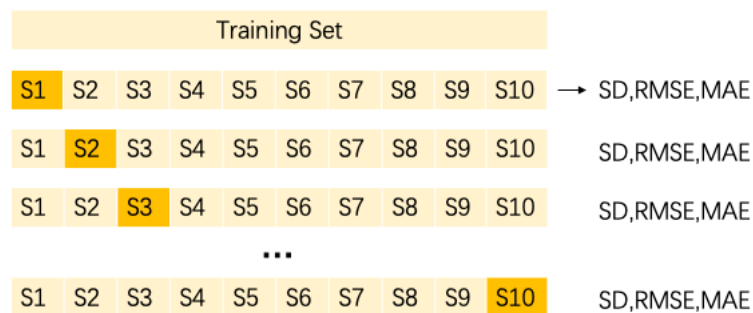 Training Set
S1 S2 S3 S4 S5 S6 S7 S8 S9 S10 → SD,RMSE,MAE
S1 S2 S3 S4 S5 S6 S7 S8 S9 S10 SD,RMSE,MAE
S1 S2 S3 S4 S5 S6 S7 S8 S9 S10 SD,RMSE,MAE
...
S1 S2 S3 S4 S5 S6 S7 S8 S9 S10 SD,RMSE,MAE